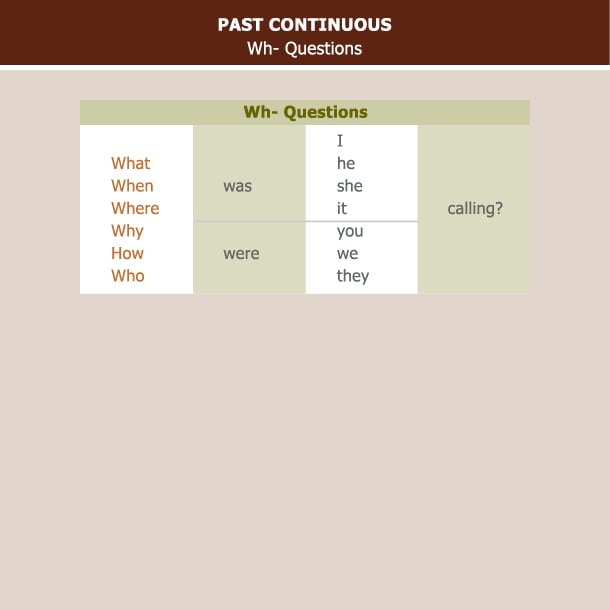 PAST CONTINUOUS
Wh- Questions
Wh- Questions
I
What he
When was she
Where it calling?
Why you
How were we
Who they